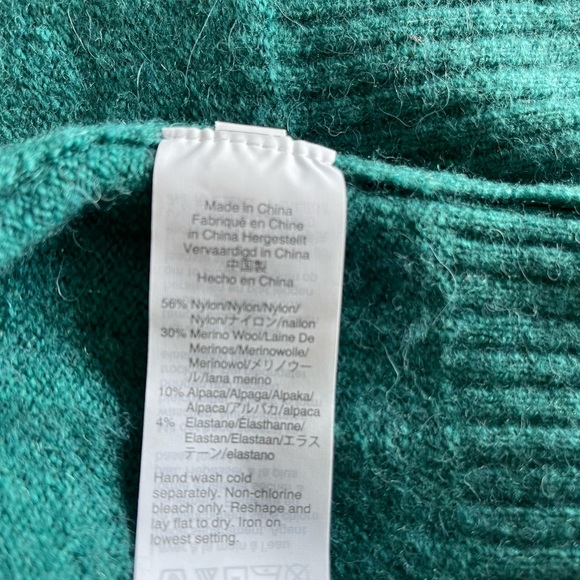 Made in China
Fabriqué en Chine
in China Hergestellt
Vervaardigd in China
中国製
Hecho en China
56% Nylon/Nylon/Nylon/
Nylon/ナイロン/nailon
30% Merino Wool/Laine De
Merinos/Merinowolle/
Merinowol/メリノウー
ル/lana merino
10% Alpaca/Alpaga/Alpaka/
Alpaca/アルパカ/alpaca
4% Elastane/Élasthanne/
Elastan/Elastaan/エラス
テーン/elastano
Hand wash cold
separately. Non-chlorine
bleach only. Reshape and
lay flat to dry. Iron on
lowest setting.